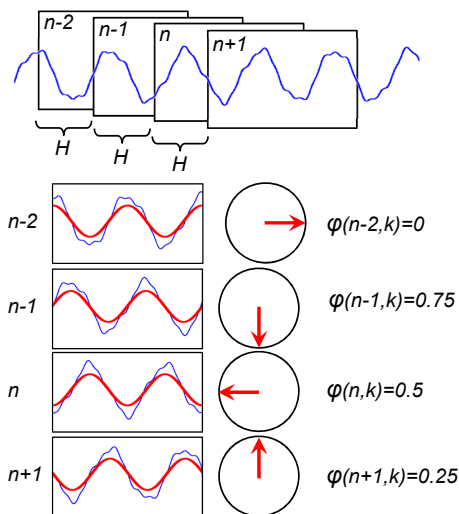 n-2
n-1
n
n+1
H
H
H
n-2
φ(n-2,k)=0
n-1
φ(n-1,k)=0.75
n
φ(n,k)=0.5
n+1
φ(n+1,k)=0.25